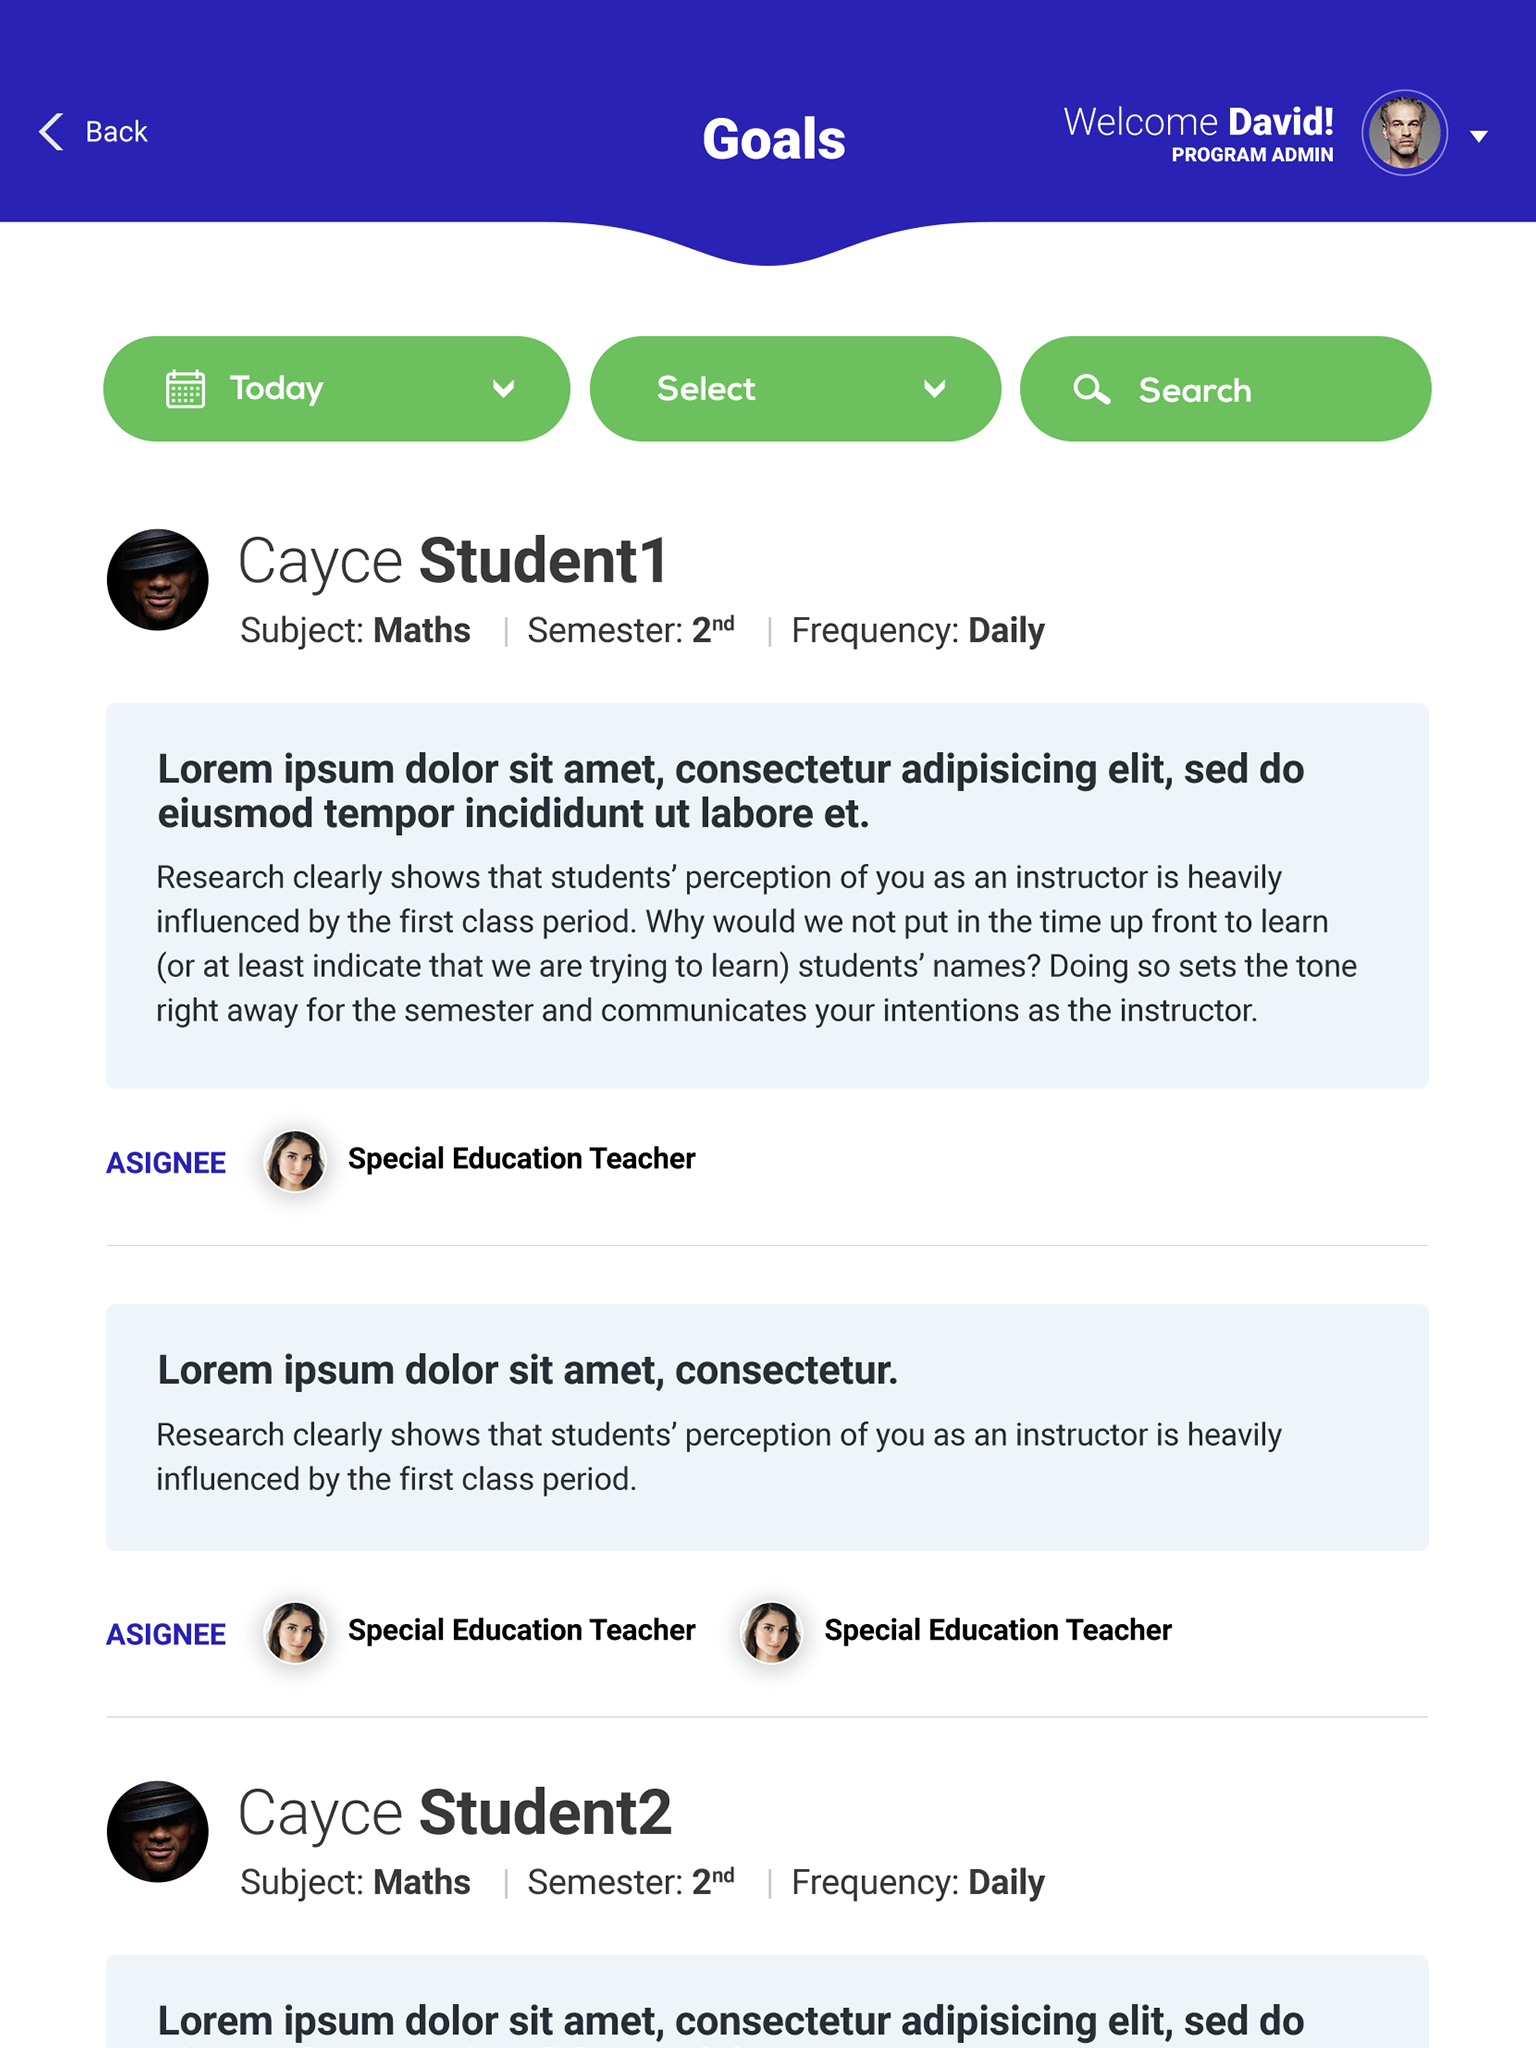 Back
Goals
Welcome David!
PROGRAM ADMIN
Today
Select
Search
Cayce Student1
Subject: Maths | Semester: 2nd | Frequency: Daily
Lorem ipsum dolor sit amet, consectetur adipisicing elit, sed do
eiusmod tempor incididunt ut labore et.
Research clearly shows that students’ perception of you as an instructor is heavily
influenced by the first class period. Why would we not put in the time up front to learn
(or at least indicate that we are trying to learn) students’ names? Doing so sets the tone
right away for the semester and communicates your intentions as the instructor.
ASIGNEE Special Education Teacher
Lorem ipsum dolor sit amet, consectetur.
Research clearly shows that students’ perception of you as an instructor is heavily
influenced by the first class period.
ASIGNEE Special Education Teacher Special Education Teacher
Cayce Student2
Subject: Maths | Semester: 2nd | Frequency: Daily
Lorem ipsum dolor sit amet, consectetur adipisicing elit, sed do